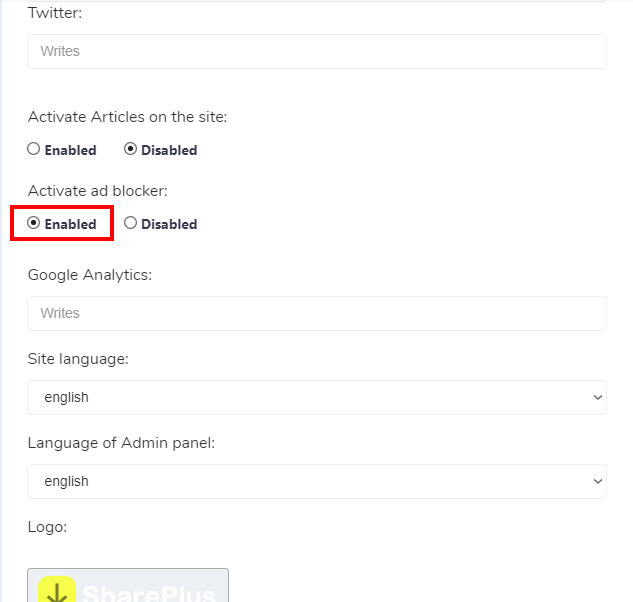 Twitter:
Writes
Activate Articles on the site:
Enabled Disabled
Activate ad blocker:
Enabled Disabled
Google Analytics:
Writes
Site language:
english
Language of Admin panel:
english
Logo:
SharePlus